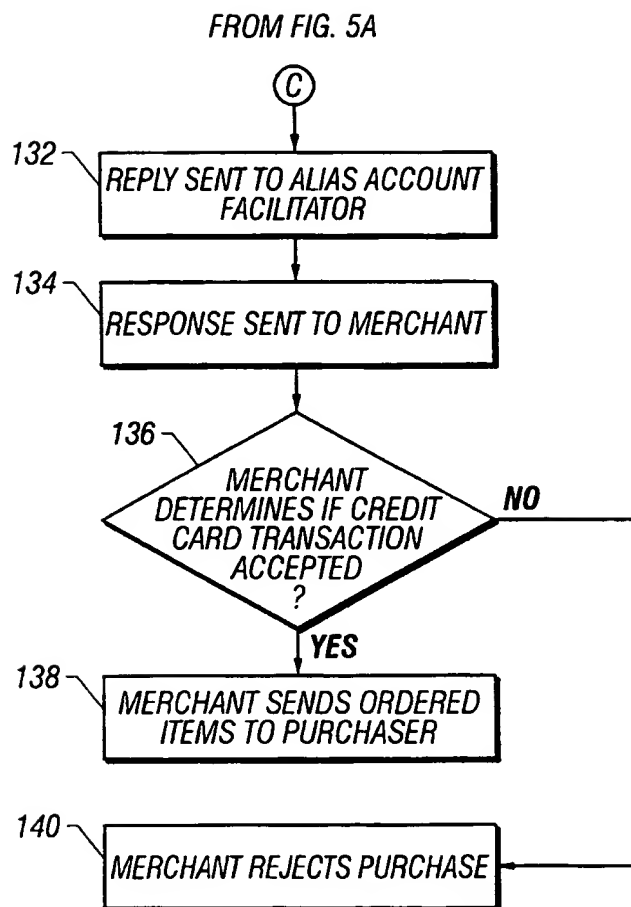 FROM FIG. 5A
C
132
REPLY SENT TO ALIAS ACCOUNT
FACILITATOR
134
RESPONSE SENT TO MERCHANT
136
MERCHANT
DETERMINES IF CREDIT
CARD TRANSACTION
ACCEPTED
?
NO
YES
138
MERCHANT SENDS ORDERED
ITEMS TO PURCHASER
140
MERCHANT REJECTS PURCHASE